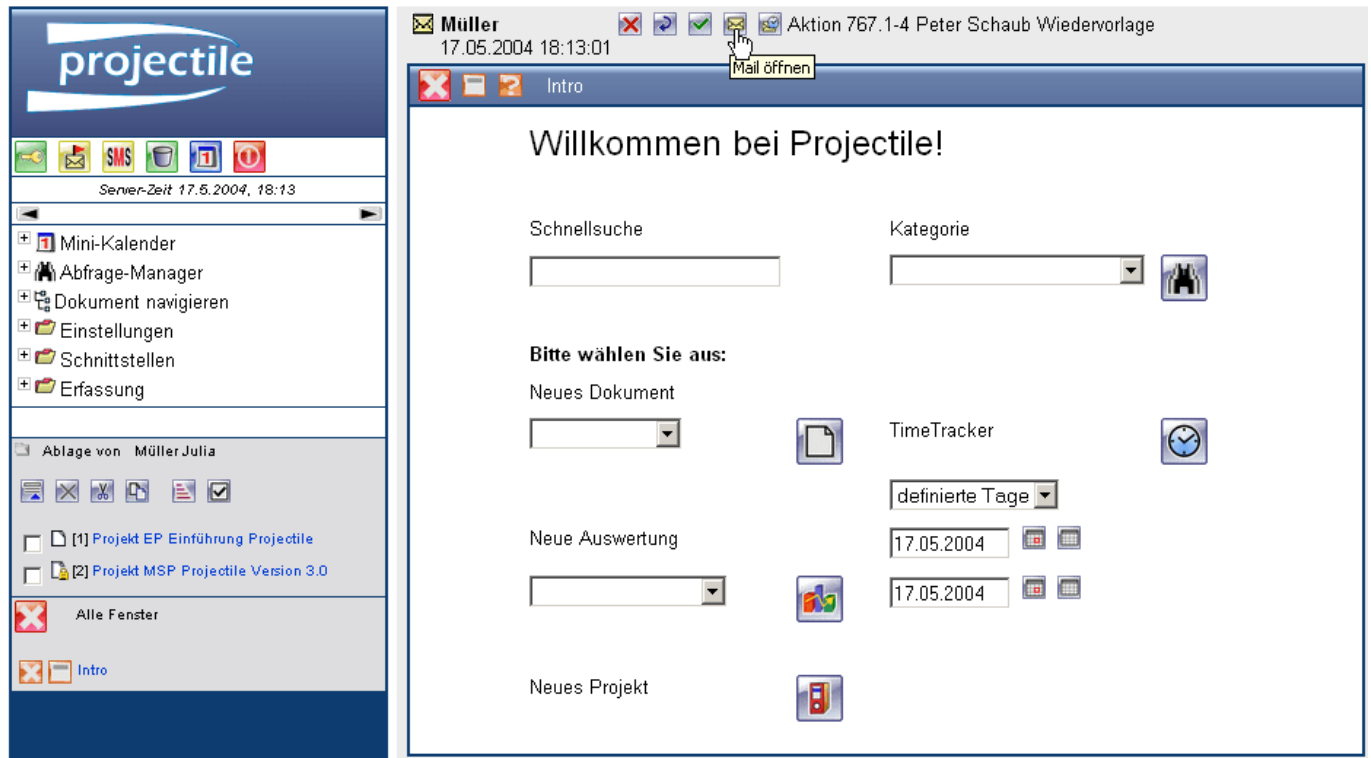 projectile
SMS
Server-Zeit 17.5.2004, 18:13
Mini-Kalender
Abfrage-Manager
Dokument navigieren
Einstellungen
Schnittstellen
Erfassung
Ablage von Müller Julia
[1] Projekt EP Einführung Projectile
[2] Projekt MSP Projectile Version 3.0
Alle Fenster
Intro
Müller
Aktion 767.1-4 Peter Schaub Wiedervorlage
17.05.2004 18:13:01
Mail öffnen
Intro
Willkommen bei Projectile!
Schnellsuche
Kategorie
Bitte wählen Sie aus:
Neues Dokument
TimeTracker
definierte Tage
Neue Auswertung
17.05.2004
17.05.2004
Neues Projekt